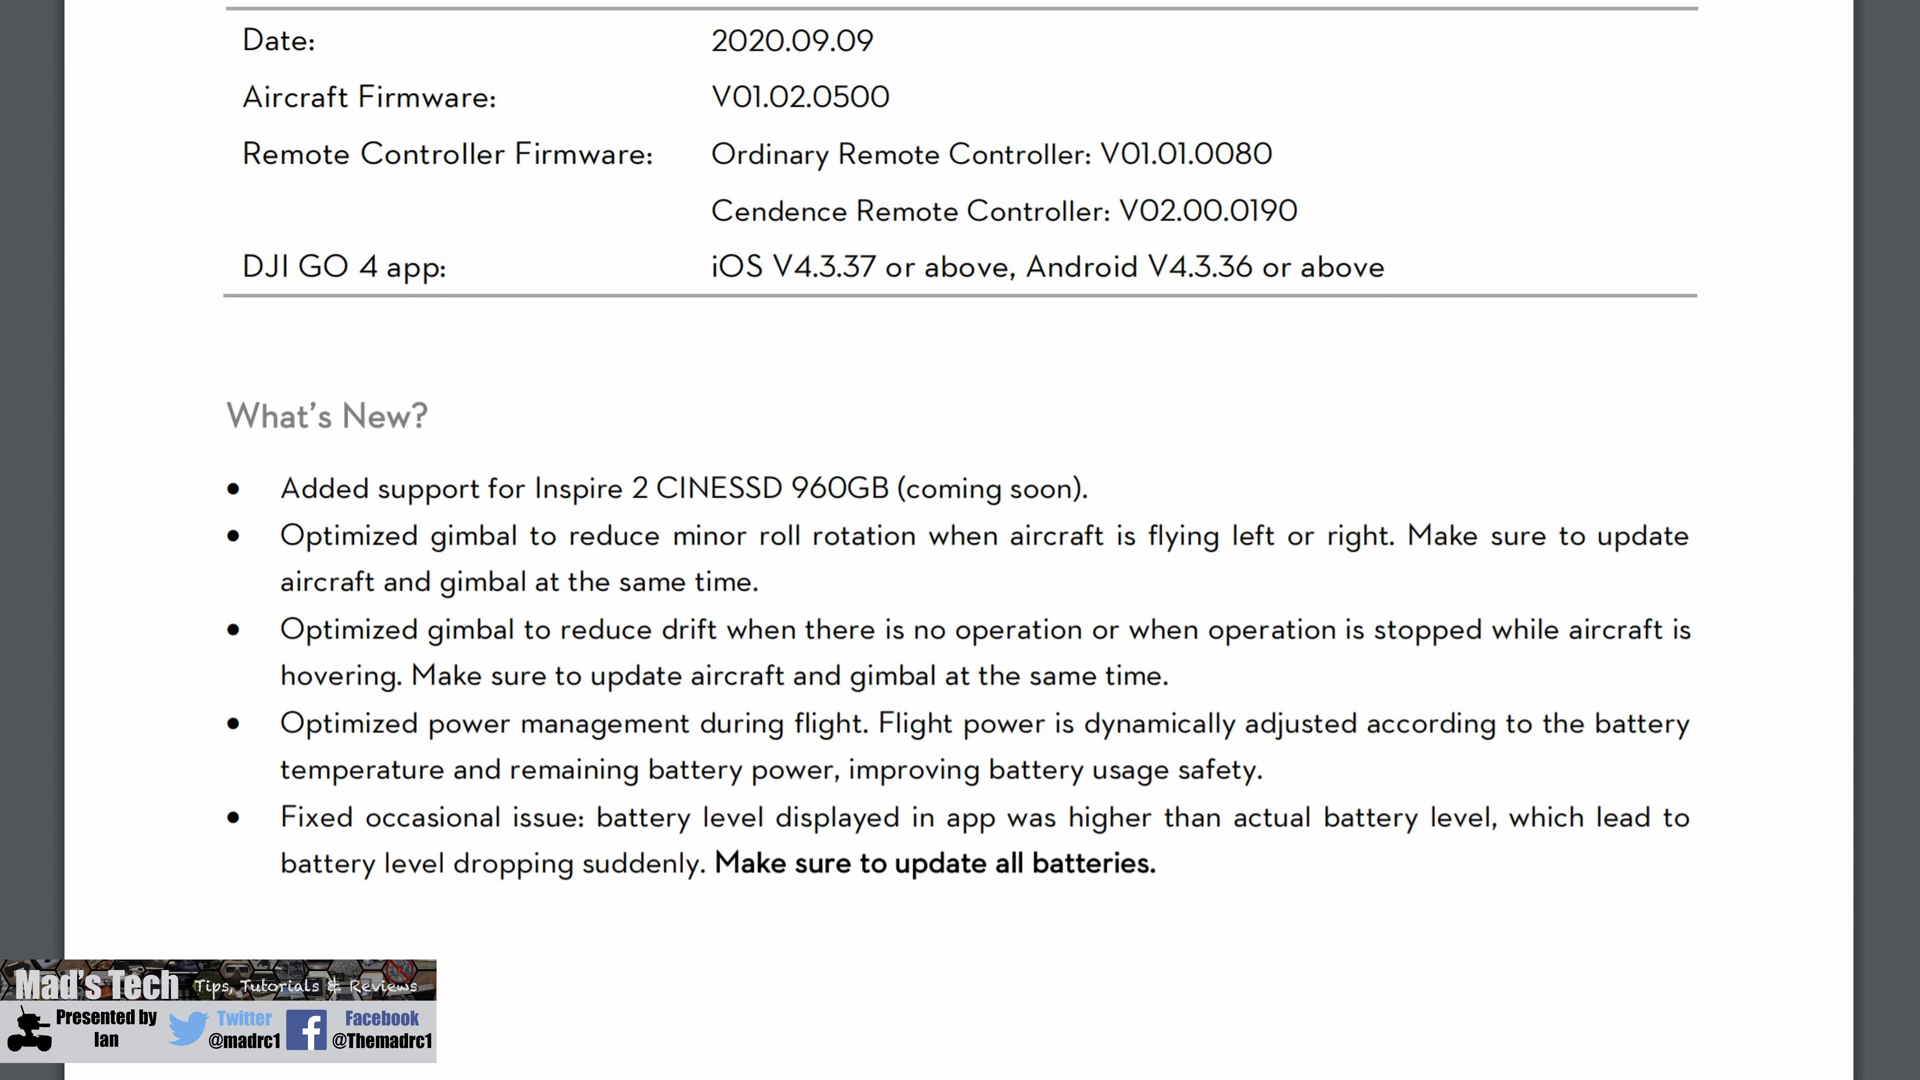 Date: 2020.09.09
Aircraft Firmware: V01.02.0500
Remote Controller Firmware: Ordinary Remote Controller: V01.01.0080
Cendence Remote Controller: V02.00.0190
DJI GO 4 app: iOS V4.3.37 or above, Android V4.3.36 or above
What's New?
● Added support for Inspire 2 CINESSD 960GB (coming soon).
● Optimized gimbal to reduce minor roll rotation when aircraft is flying left or right. Make sure to update
aircraft and gimbal at the same time.
● Optimized gimbal to reduce drift when there is no operation or when operation is stopped while aircraft is
hovering. Make sure to update aircraft and gimbal at the same time.
● Optimized power management during flight. Flight power is dynamically adjusted according to the battery
temperature and remaining battery power, improving battery usage safety.
● Fixed occasional issue: battery level displayed in app was higher than actual battery level, which lead to
battery level dropping suddenly. Make sure to update all batteries.
Mad's Tech Tips, Tutorials & Reviews
Presented by
Ian
Twitter
@madrc1
Facebook
@Themadrc1